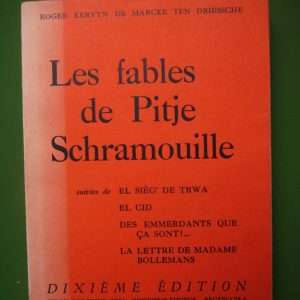 ROGER KERVYN DE MARCKE TEN DRIESSCHE
Les fables
de Pitje
Schramouille
suivies de EL SIÈG' DE TRWA
EL CID
DES EMMERDANTS QUE
ÇA SONT!...
LA LETTRE DE MADAME
BOLLEMANS
DIXIÈME ÉDITION